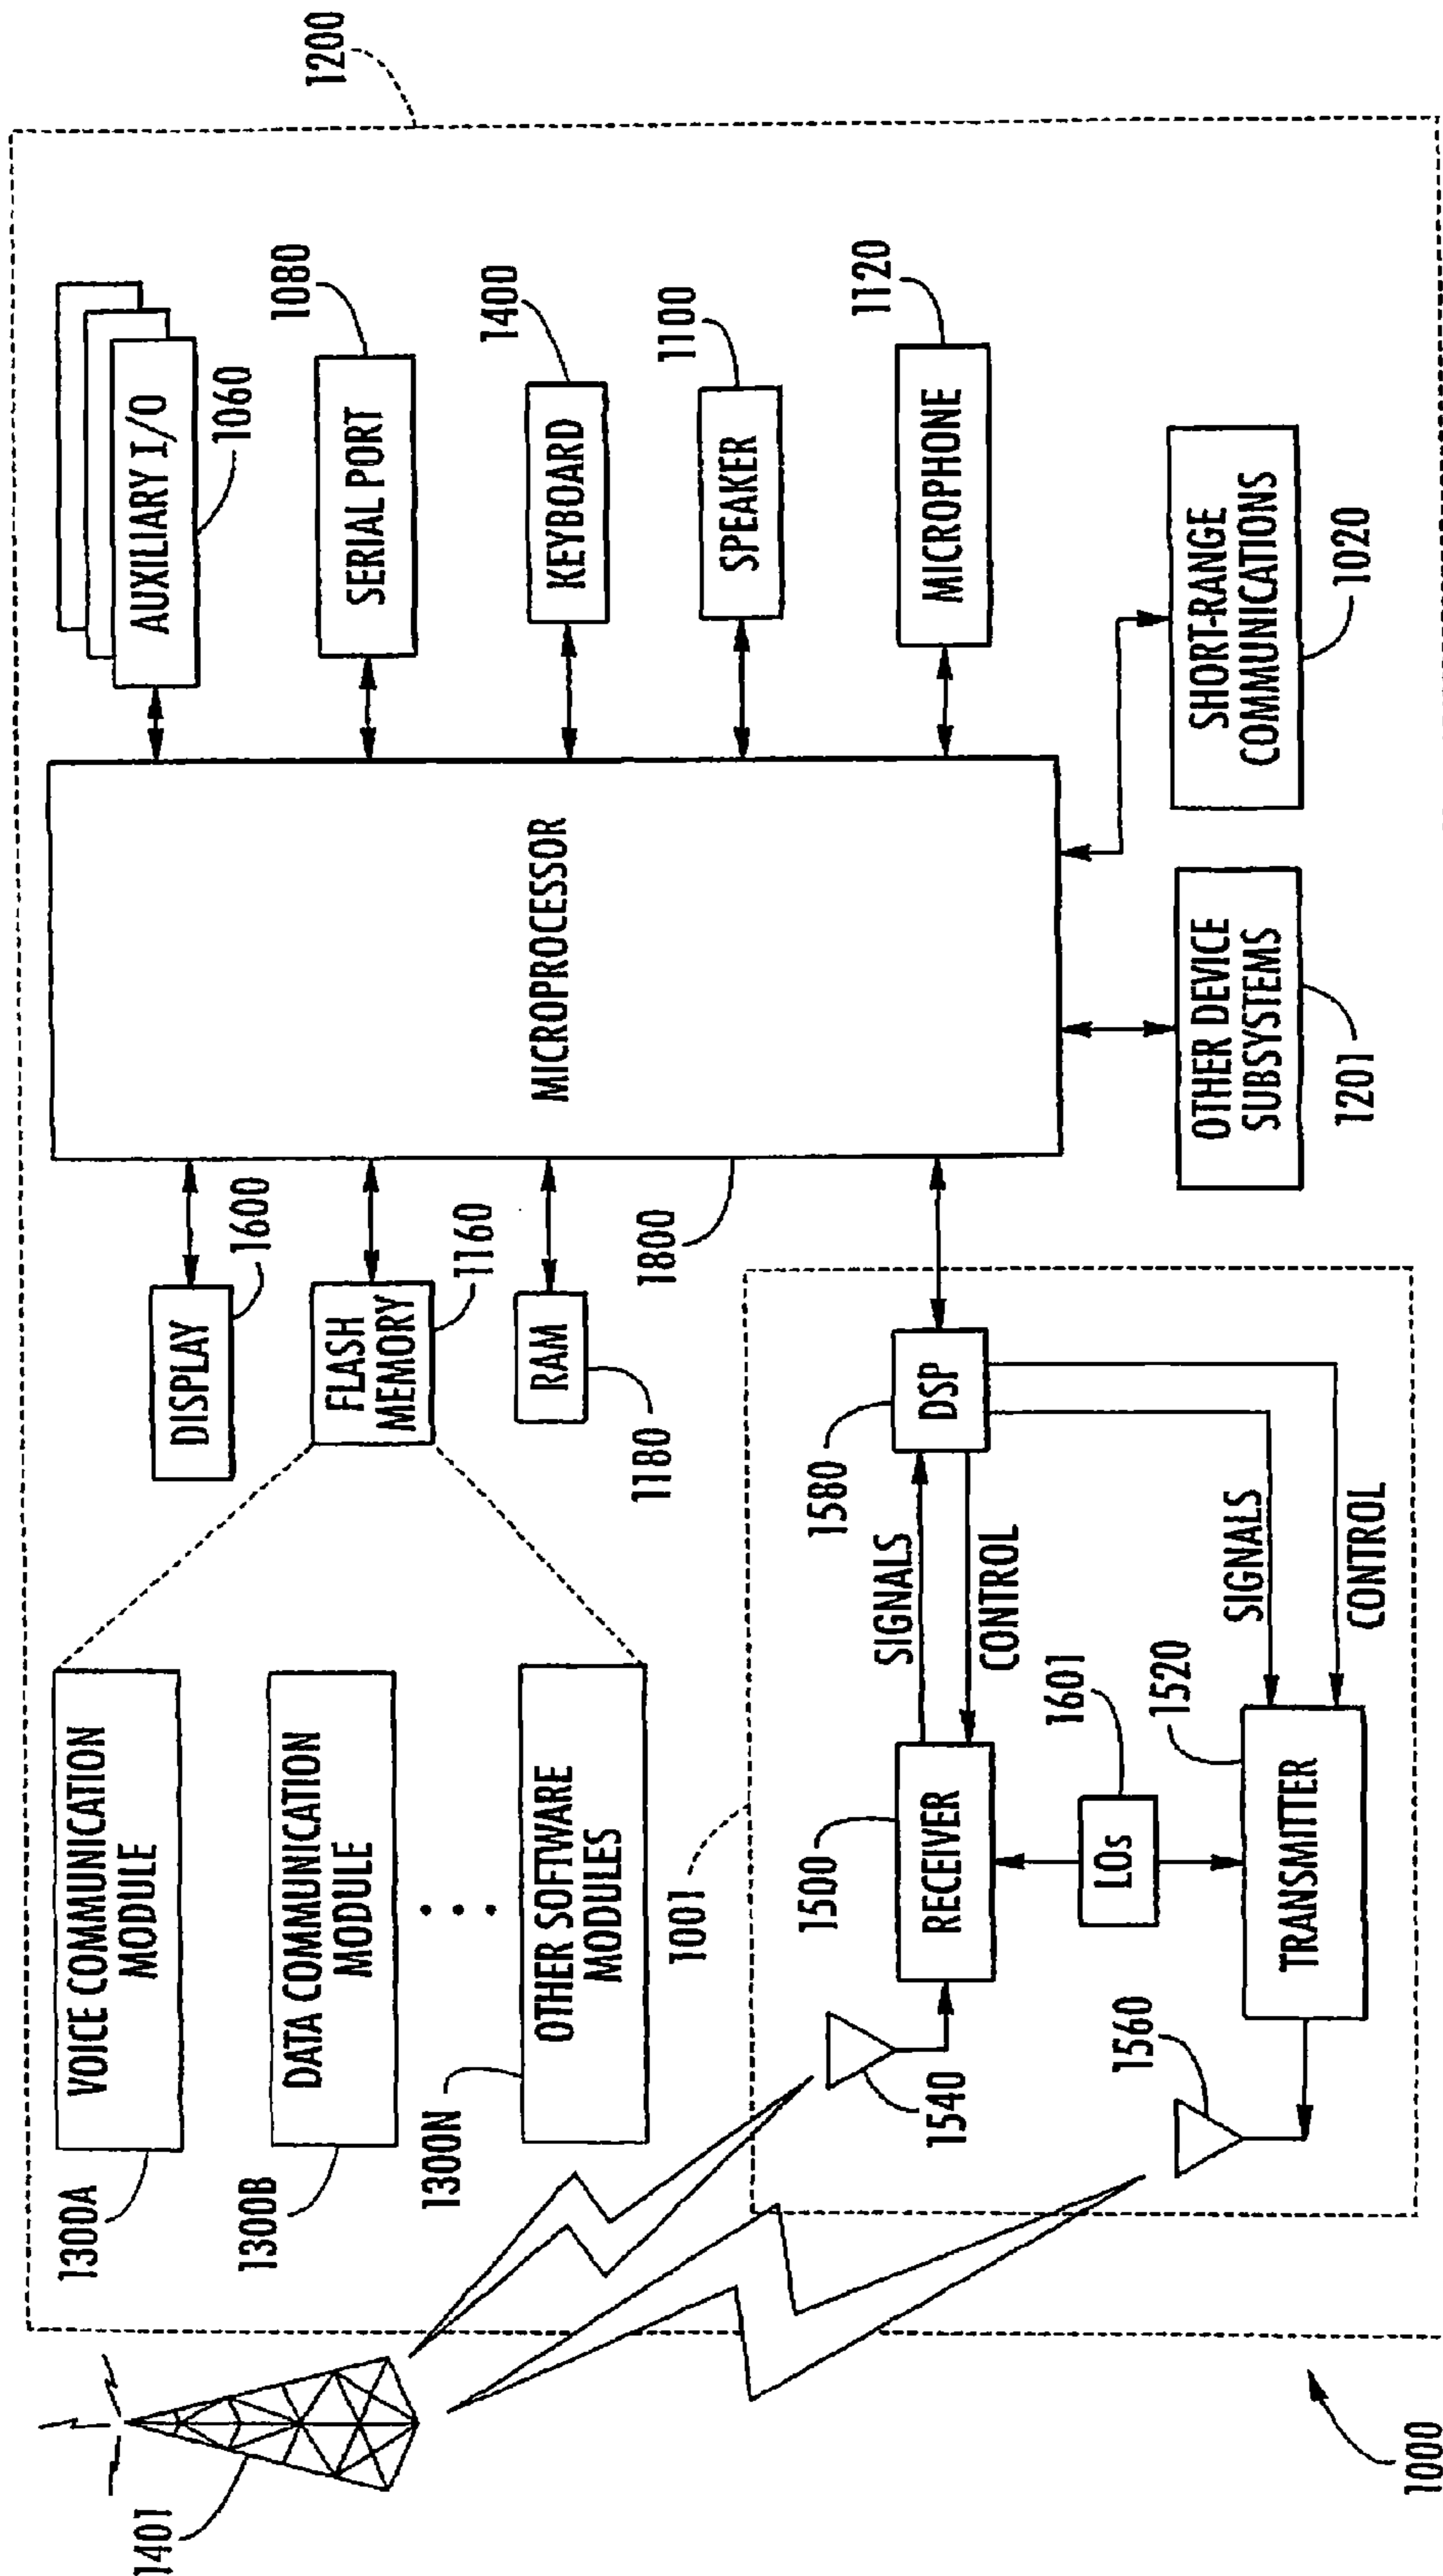 1200
AUXILIARY I/O
1060
SERIAL PORT
1080
KEYBOARD
1400
SPEAKER
1100
MICROPHONE
1120
SHORT-RANGE
COMMUNICATIONS
1020
OTHER DEVICE
SUBSYSTEMS
1201
MICROPROCESSOR
1800
DISPLAY
1600
FLASH
MEMORY
1160
RAM
1180
VOICE COMMUNICATION
MODULE
1300A
DATA COMMUNICATION
MODULE
1300B
OTHER SOFTWARE
MODULES
1300N
1001
DSP
1580
SIGNALS
CONTROL
SIGNALS
CONTROL
RECEIVER
1500
LOs
1601
TRANSMITTER
1520
1540
1560
1401
1000